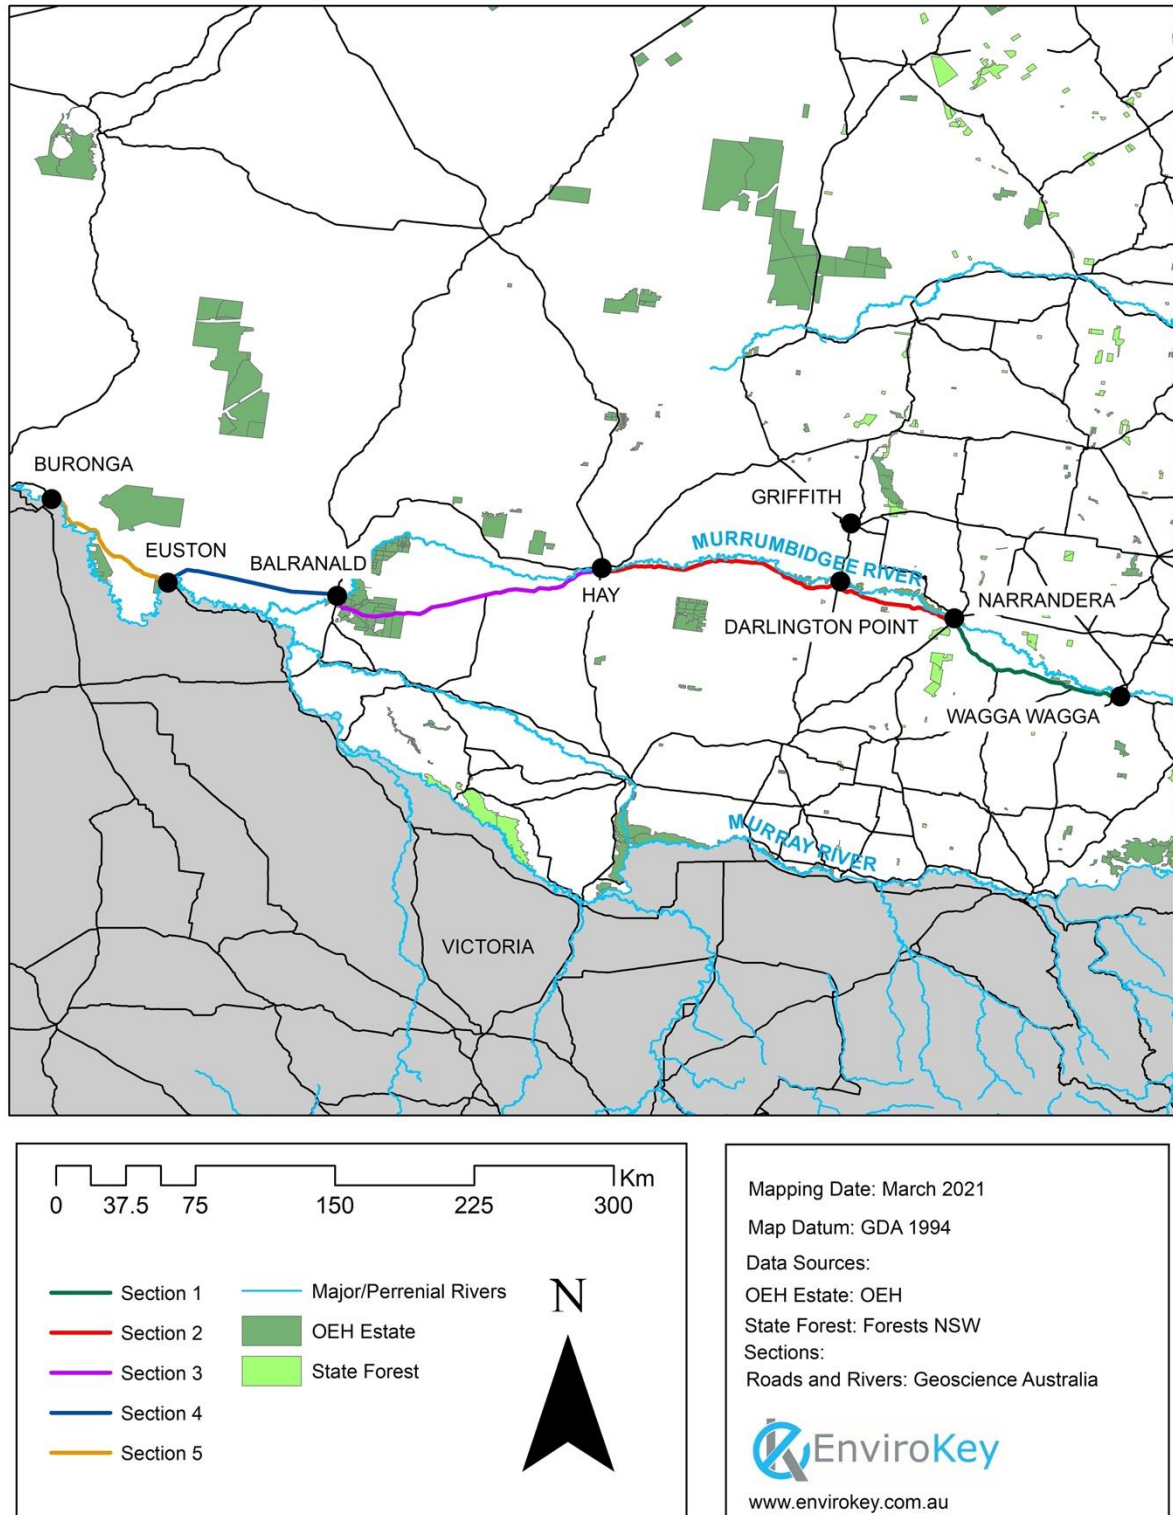 BURONGA
EUSTON
BALRANALD
HAY
GRIFFITH
MURRUMBIDGEE RIVER
DARLINGTON POINT
NARRANDERA
WAGGA WAGGA
MURRAY RIVER
VICTORIA
0 37.5 75 150 225 300 Km
Section 1
Section 2
Section 3
Section 4
Section 5
Major/Perrenial Rivers
OEH Estate
State Forest
N
Mapping Date: March 2021
Map Datum: GDA 1994
Data Sources:
OEH Estate: OEH
State Forest: Forests NSW
Sections:
Roads and Rivers: Geoscience Australia
EnviroKey
www.envirokey.com.au